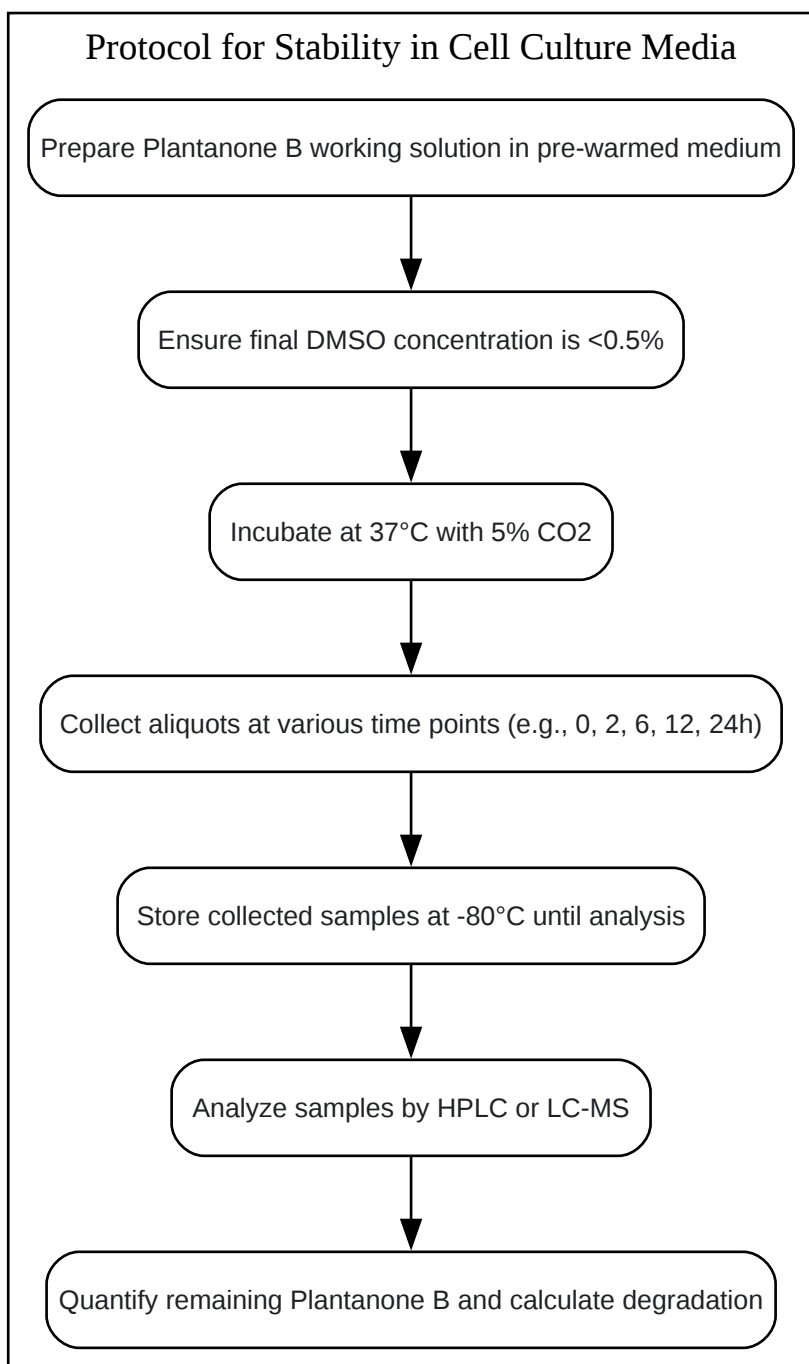 Protocol for Stability in Cell Culture Media
Prepare Plantanone B working solution in pre-warmed medium
Ensure final DMSO concentration is <0.5%
Incubate at 37°C with 5% CO2
Collect aliquots at various time points (e.g., 0, 2, 6, 12, 24h)
Store collected samples at -80°C until analysis
Analyze samples by HPLC or LC-MS
Quantify remaining Plantanone B and calculate degradation